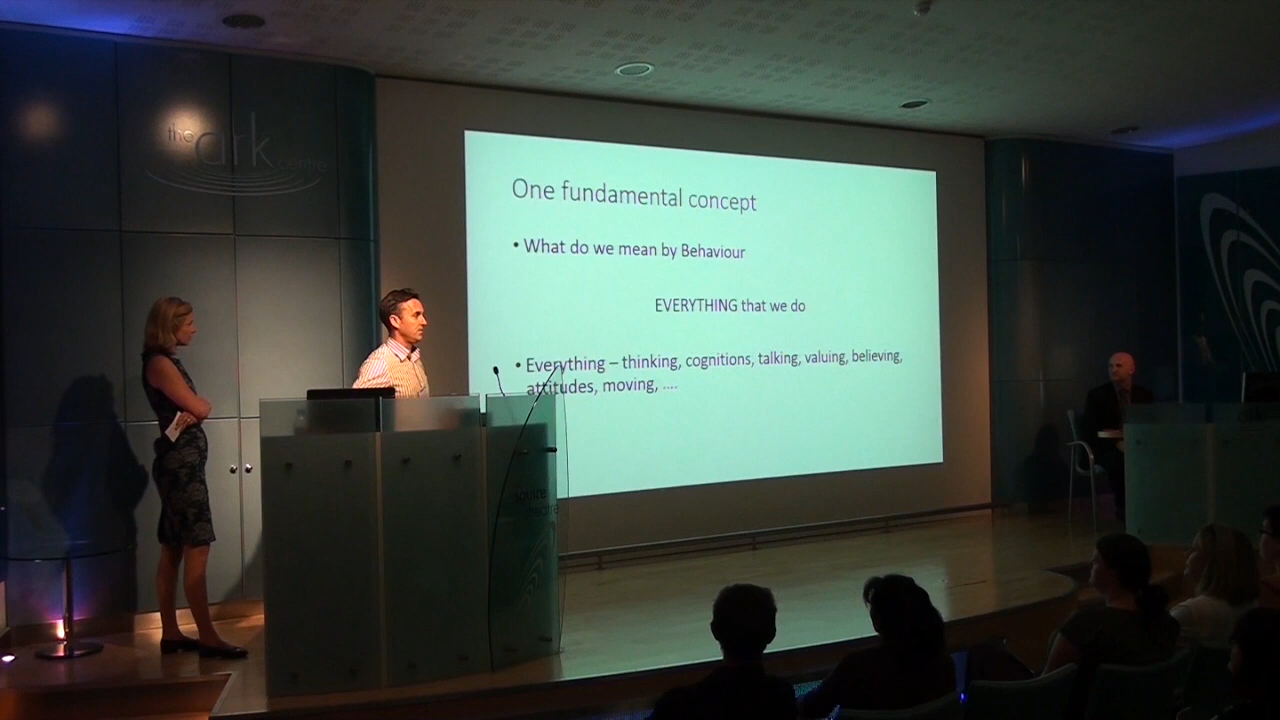 the ark centre
One fundamental concept
• What do we mean by Behaviour
EVERYTHING that we do
• Everything – thinking, cognitions, talking, valuing, believing,
attitudes, moving, ....